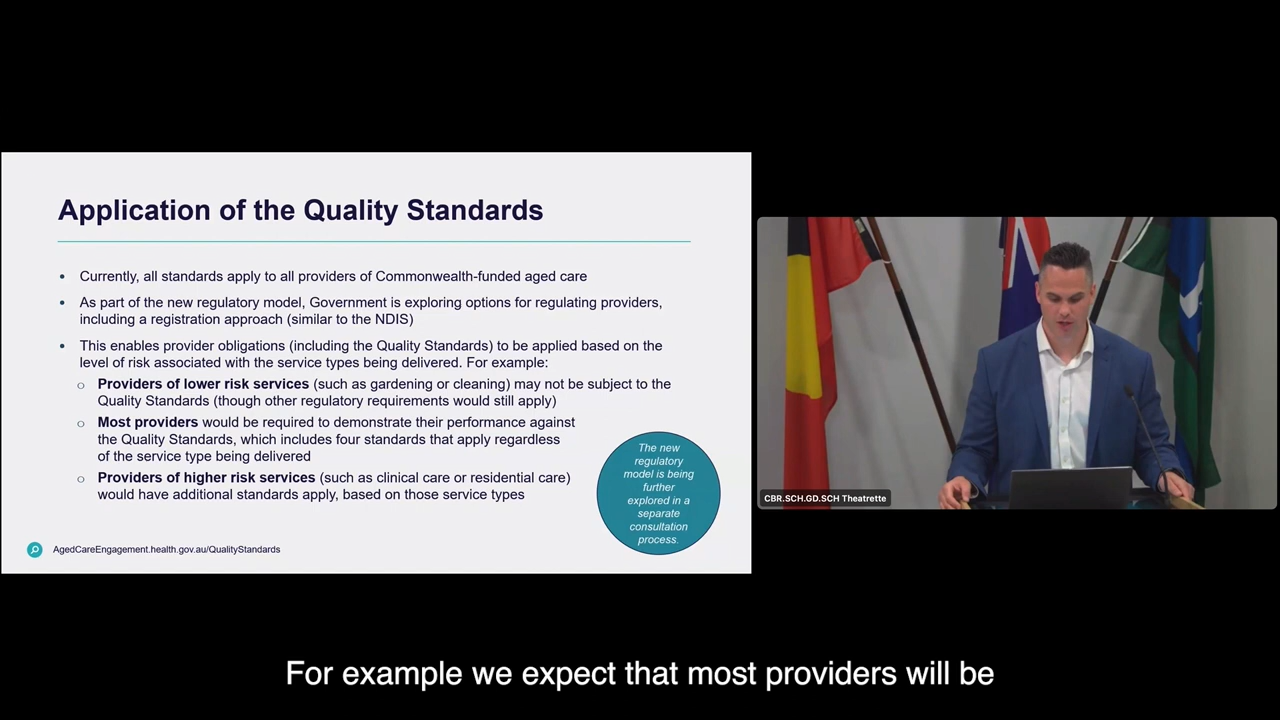 Application of the Quality Standards
• Currently, all standards apply to all providers of Commonwealth-funded aged care
• As part of the new regulatory model, Government is exploring options for regulating providers,
including a registration approach (similar to the NDIS)
• This enables provider obligations (including the Quality Standards) to be applied based on the
level of risk associated with the service types being delivered. For example:
o Providers of lower risk services (such as gardening or cleaning) may not be subject to the
Quality Standards (though other regulatory requirements would still apply)
o Most providers would be required to demonstrate their performance against
the Quality Standards, which includes four standards that apply regardless
of the service type being delivered
o Providers of higher risk services (such as clinical care or residential care)
would have additional standards apply, based on those service types
The new
regulatory
model is being
further
explored in a
separate
consultation
process.
AgedCareEngagement.health.gov.au/QualityStandards
CBR.SCH.GD.SCH Theatrette
For example we expect that most providers will be